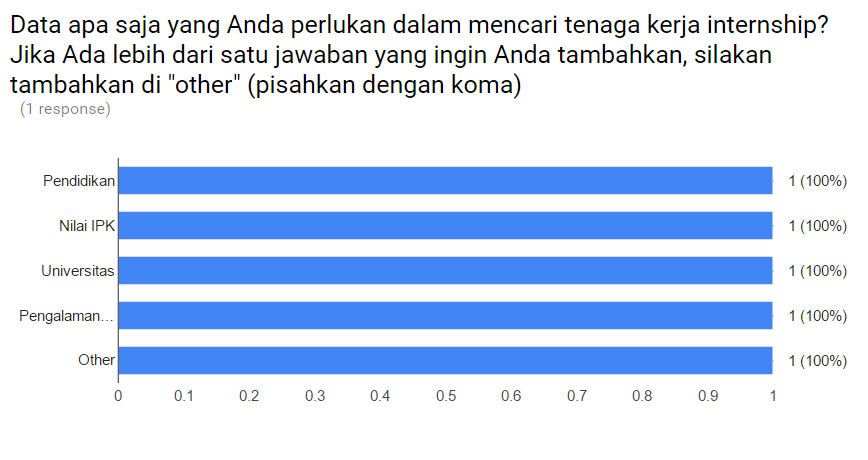 Data apa saja yang Anda perlukan dalam mencari tenaga kerja internship?
Jika Ada lebih dari satu jawaban yang ingin Anda tambahkan, silakan
tambahkan di "other" (pisahkan dengan koma)
(1 response)
Pendidikan 1 (100%)
Nilai IPK 1 (100%)
Universitas 1 (100%)
Pengalaman... 1 (100%)
Other 1 (100%)
0 0.1 0.2 0.3 0.4 0.5 0.6 0.7 0.8 0.9 1